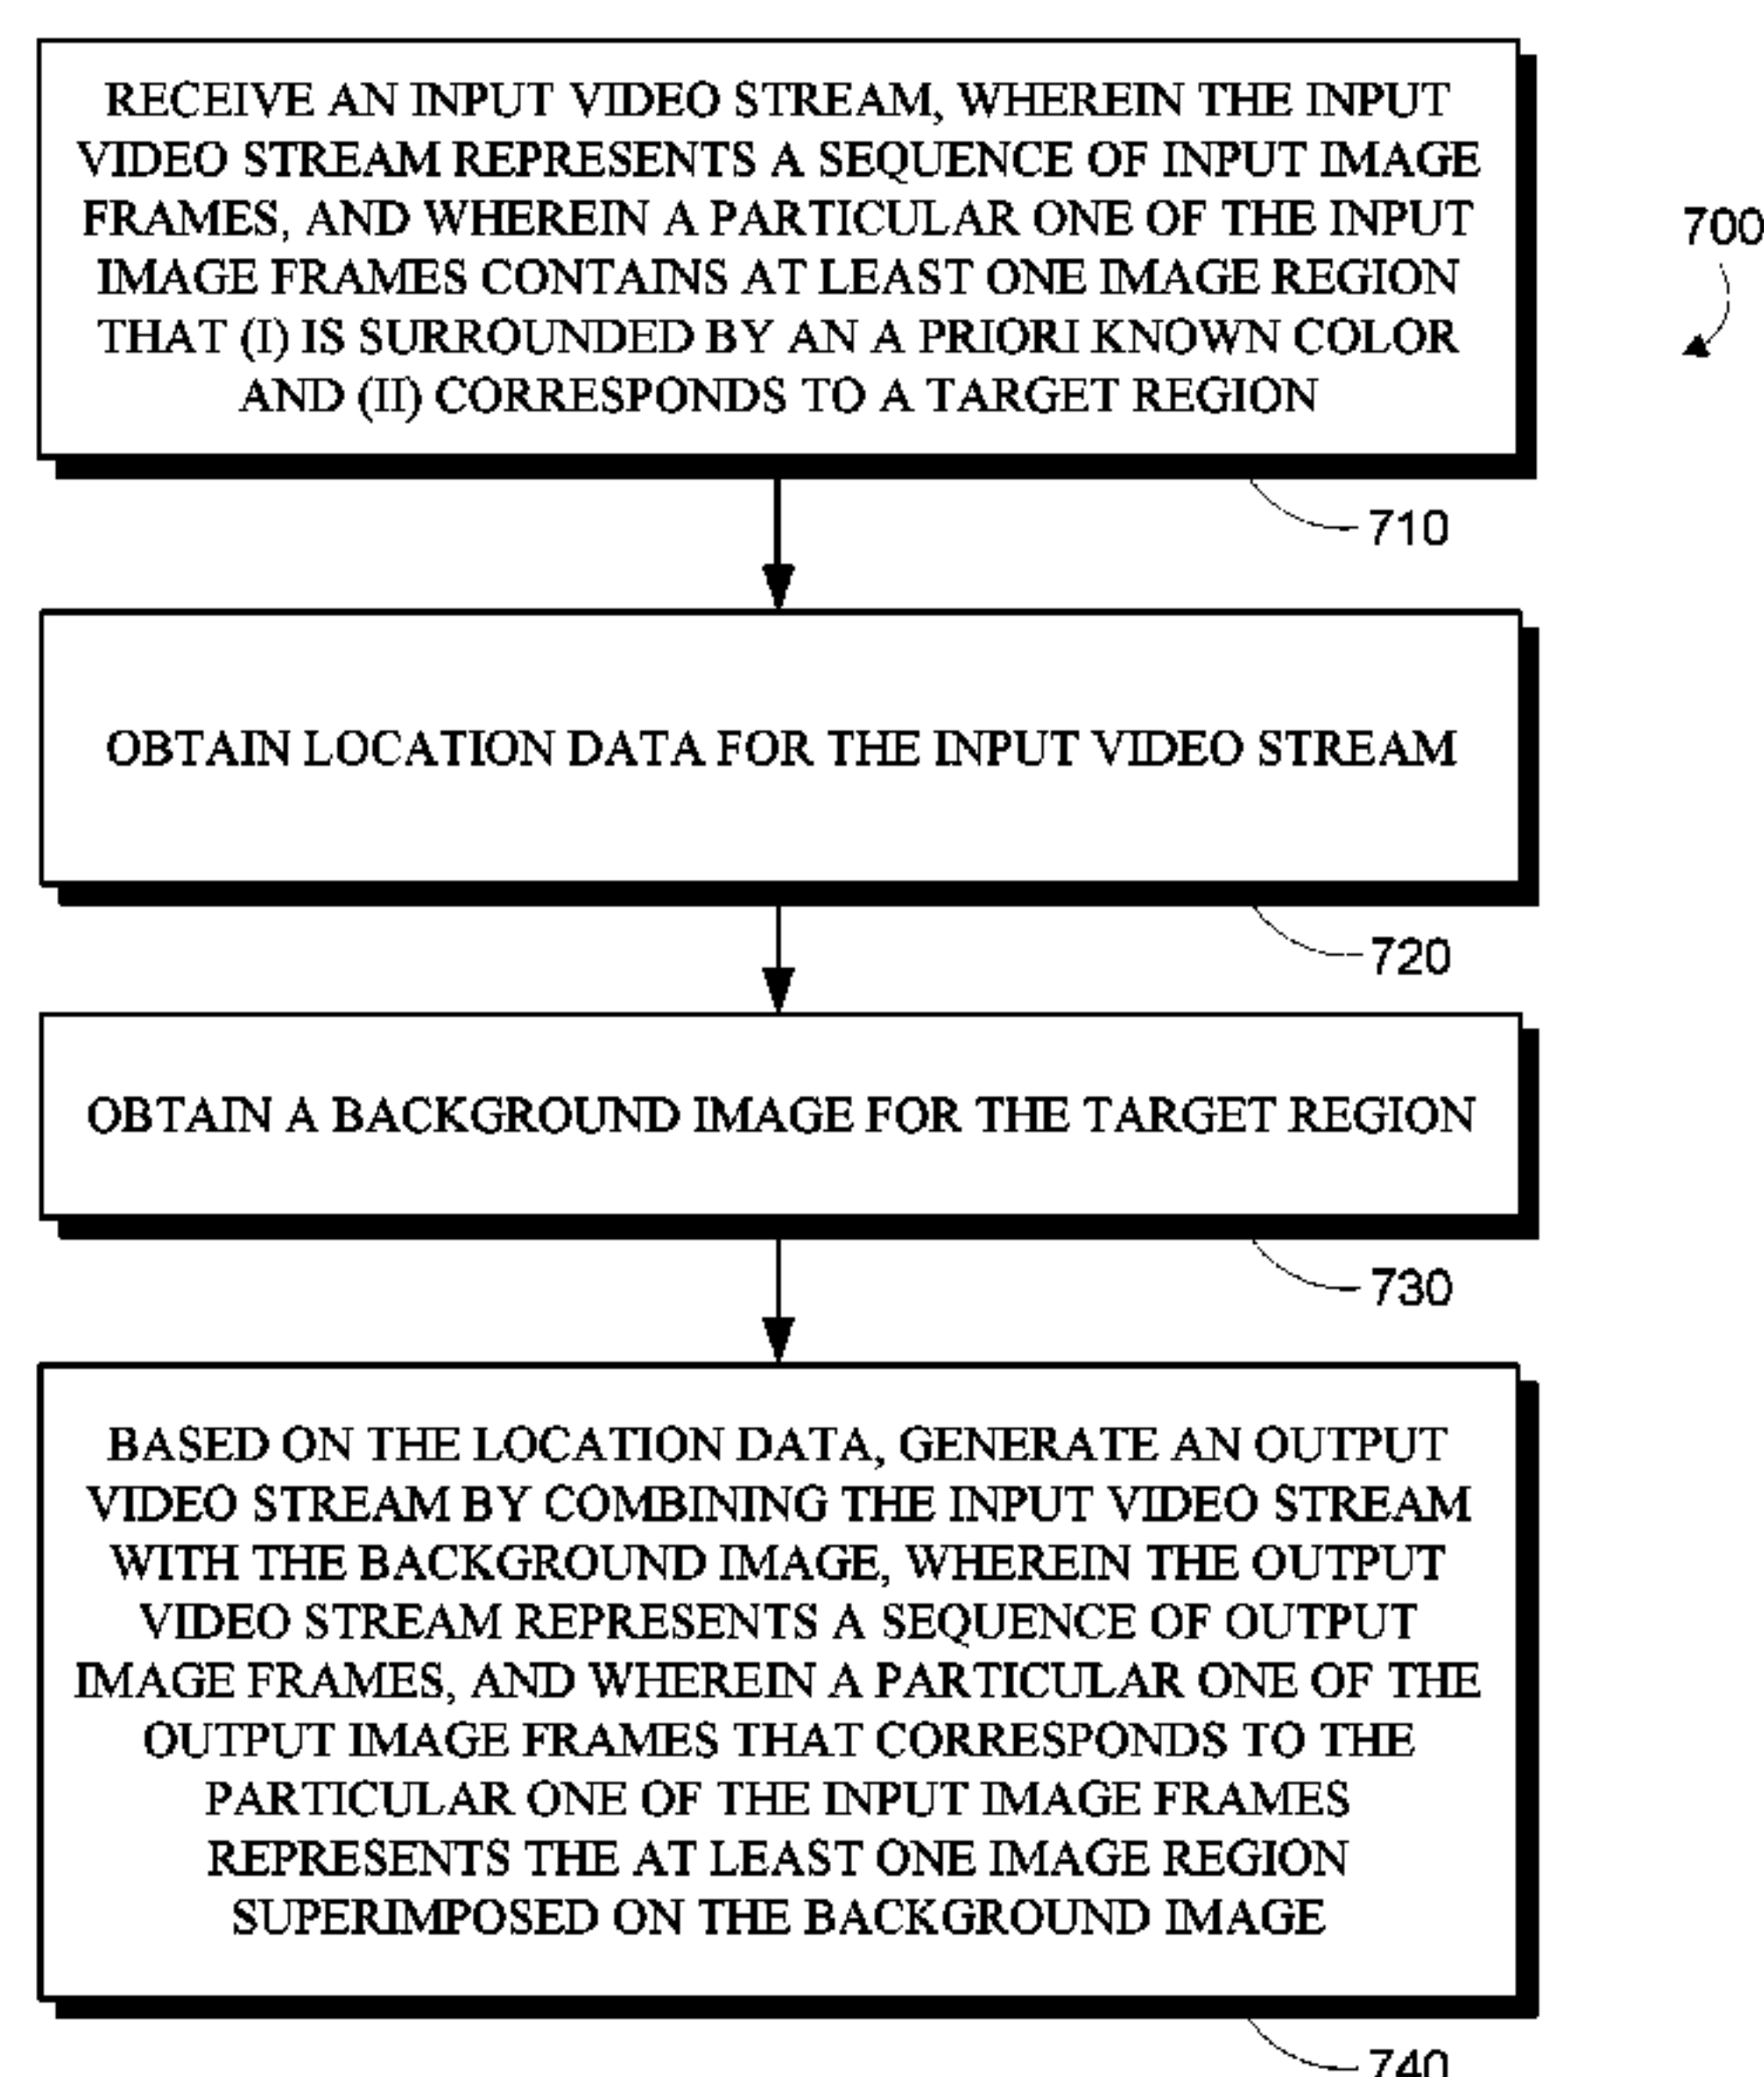 RECEIVE AN INPUT VIDEO STREAM, WHEREIN THE INPUT
VIDEO STREAM REPRESENTS A SEQUENCE OF INPUT IMAGE
FRAMES, AND WHEREIN A PARTICULAR ONE OF THE INPUT
IMAGE FRAMES CONTAINS AT LEAST ONE IMAGE REGION
THAT (I) IS SURROUNDED BY AN A PRIORI KNOWN COLOR
AND (II) CORRESPONDS TO A TARGET REGION
700
710
OBTAIN LOCATION DATA FOR THE INPUT VIDEO STREAM
720
OBTAIN A BACKGROUND IMAGE FOR THE TARGET REGION
730
BASED ON THE LOCATION DATA, GENERATE AN OUTPUT
VIDEO STREAM BY COMBINING THE INPUT VIDEO STREAM
WITH THE BACKGROUND IMAGE, WHEREIN THE OUTPUT
VIDEO STREAM REPRESENTS A SEQUENCE OF OUTPUT
IMAGE FRAMES, AND WHEREIN A PARTICULAR ONE OF THE
OUTPUT IMAGE FRAMES THAT CORRESPONDS TO THE
PARTICULAR ONE OF THE INPUT IMAGE FRAMES
REPRESENTS THE AT LEAST ONE IMAGE REGION
SUPERIMPOSED ON THE BACKGROUND IMAGE
740